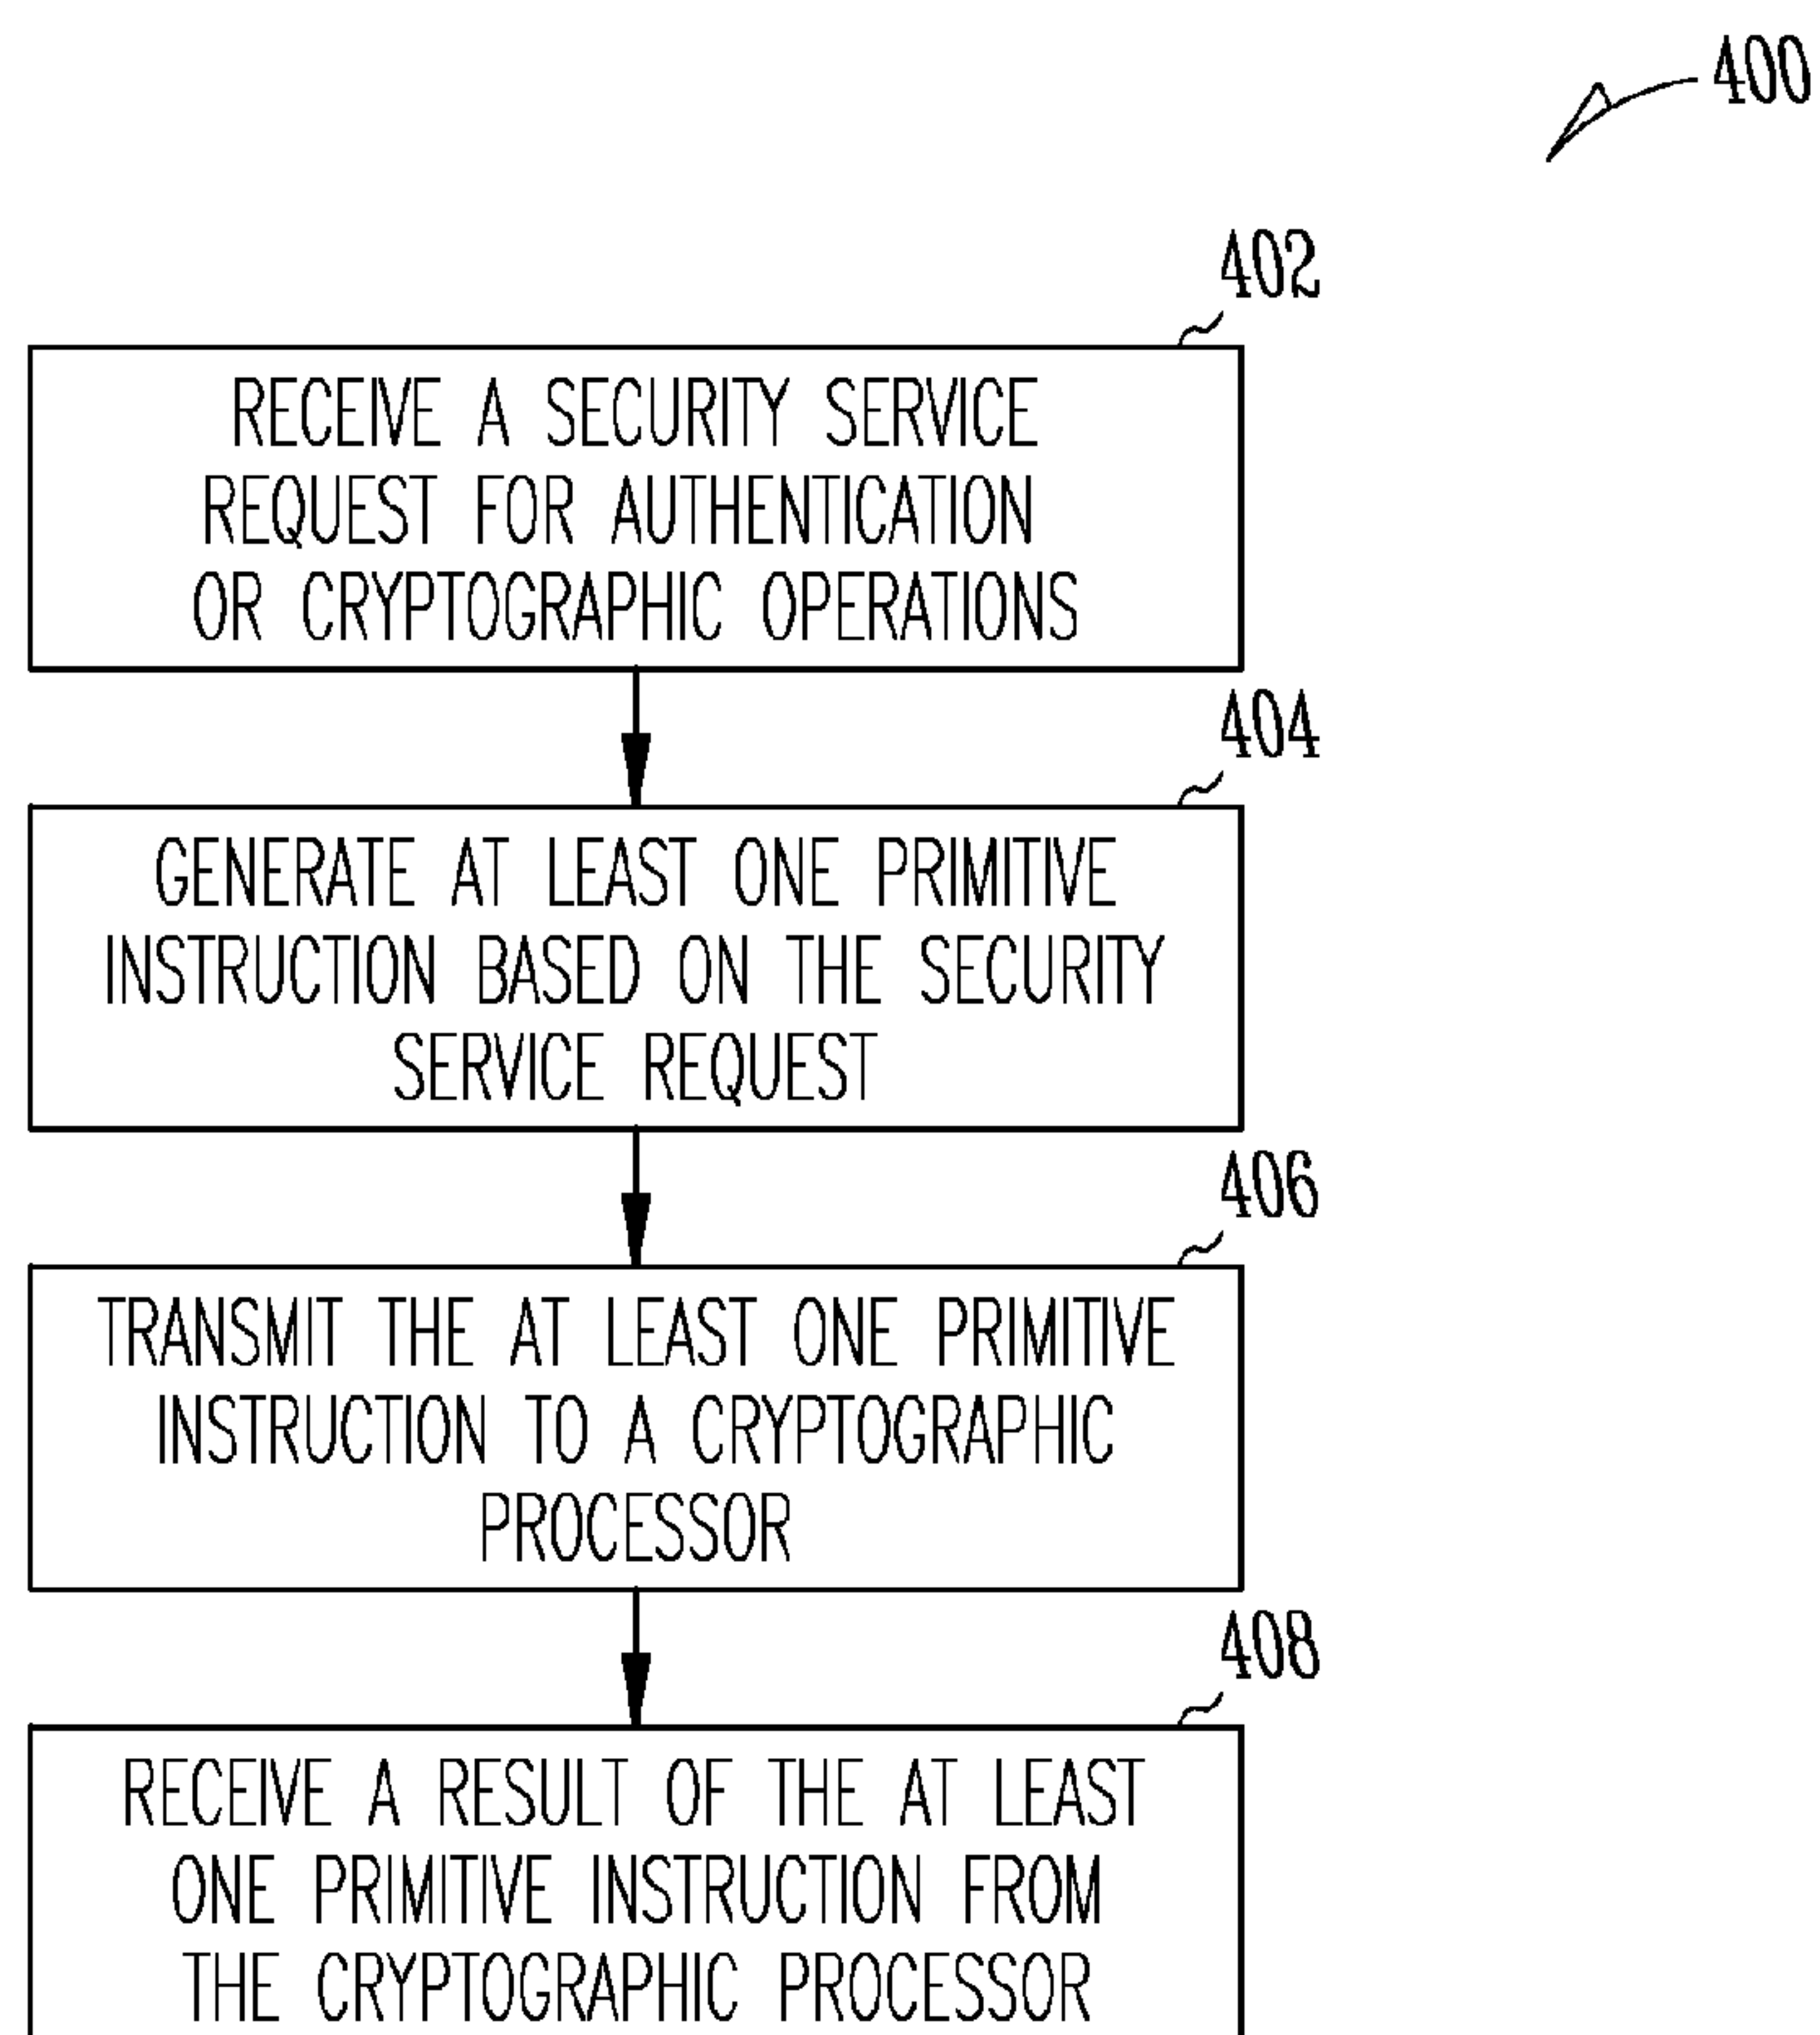 400
402
RECEIVE A SECURITY SERVICE
REQUEST FOR AUTHENTICATION
OR CRYPTOGRAPHIC OPERATIONS
404
GENERATE AT LEAST ONE PRIMITIVE
INSTRUCTION BASED ON THE SECURITY
SERVICE REQUEST
406
TRANSMIT THE AT LEAST ONE PRIMITIVE
INSTRUCTION TO A CRYPTOGRAPHIC
PROCESSOR
408
RECEIVE A RESULT OF THE AT LEAST
ONE PRIMITIVE INSTRUCTION FROM
THE CRYPTOGRAPHIC PROCESSOR